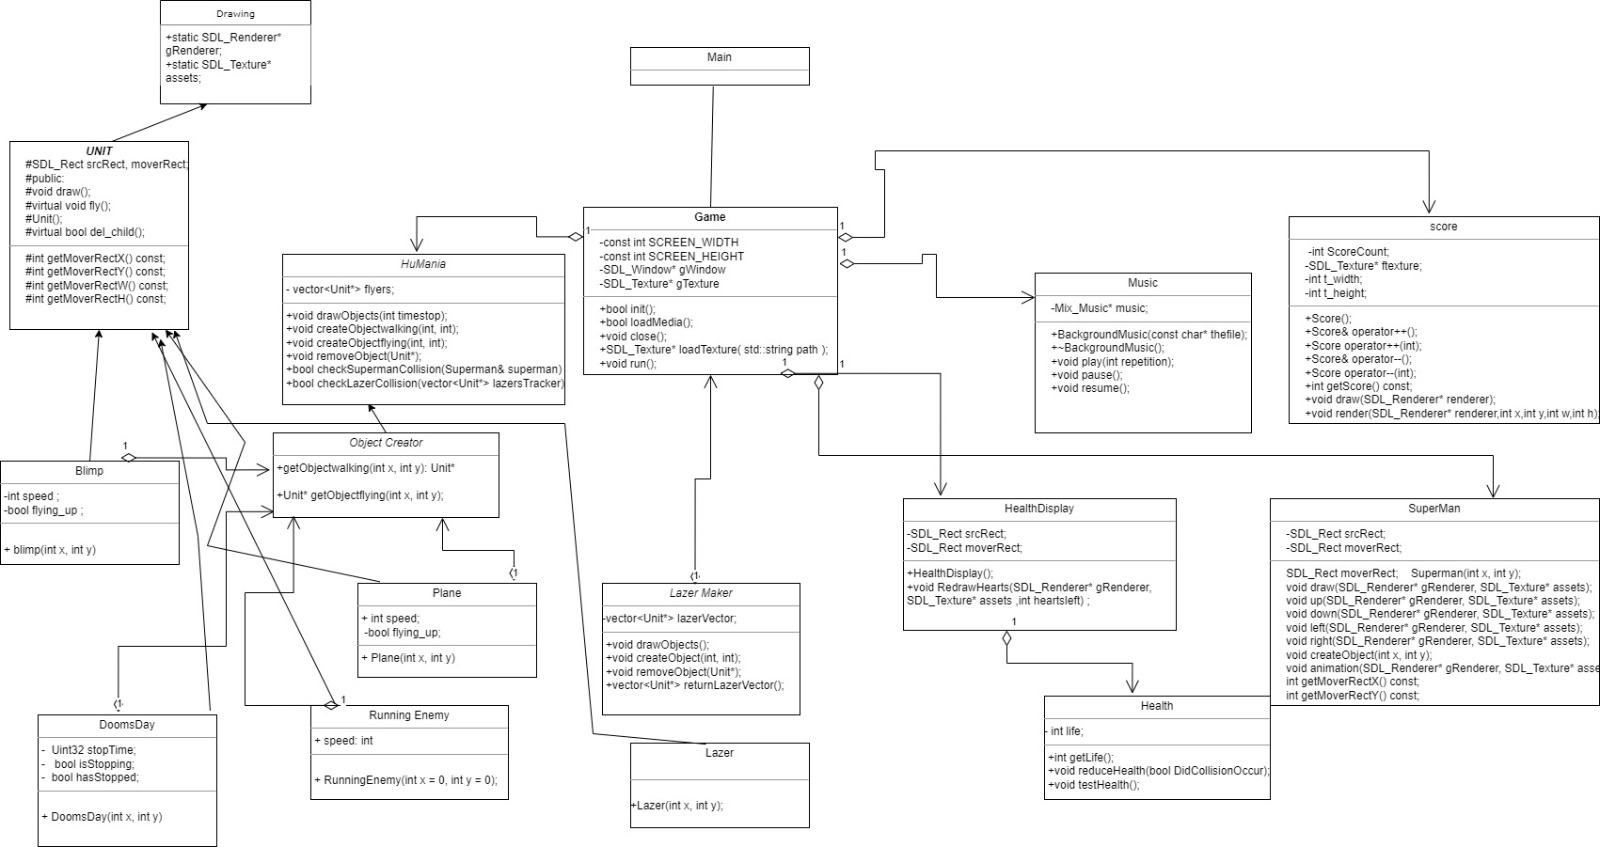 Drawing
+static SDL_Renderer*
gRenderer;
+static SDL_Texture*
assets;
Main
UNIT
#SDL_Rect srcRect, moverRect;
#public:
#void draw();
#virtual void fly();
#Unit();
#virtual bool del_child();
#int getMoverRectX() const;
#int getMoverRectY() const;
#int getMoverRectW() const;
#int getMoverRectH() const;
Game
-const int SCREEN_WIDTH
-const int SCREEN_HEIGHT
-SDL_Window* gWindow
-SDL_Texture* gTexture
+bool init();
+bool loadMedia();
+void close();
+SDL_Texture* loadTexture( std::string path );
+void run();
1
1
1
1
HuMania
- vector<Unit*> flyers;
+void drawObjects(int timestop);
+void createObjectwalking(int, int);
+void createObjectflying(int, int);
+void removeObject(Unit*);
+bool checkSupermanCollision(Superman& superman)
+bool checkLazerCollision(vector<Unit*> lazersTracker)
Music
-Mix_Music* music;
+BackgroundMusic(const char* thefile);
+~BackgroundMusic();
+void play(int repetition);
+void pause();
+void resume();
score
-int ScoreCount;
-SDL_Texture* ftexture;
-int t_width;
-int t_height;
+Score();
+Score& operator++();
+Score operator++(int);
+Score& operator--();
+Score operator--(int);
+int getScore() const;
+void draw(SDL_Renderer* renderer);
+void render(SDL_Renderer* renderer,int x,int y,int w,int h);
Object Creator
+getObjectwalking(int x, int y): Unit*
+Unit* getObjectflying(int x, int y);
1
Blimp
-int speed ;
-bool flying_up ;
+ blimp(int x, int y)
1
Plane
+ int speed;
-bool flying_up;
+ Plane(int x, int y)
1
Lazer Maker
-vector<Unit*> lazerVector;
+void drawObjects();
+void createObject(int, int);
+void removeObject(Unit*);
+vector<Unit*> returnLazerVector();
HealthDisplay
-SDL_Rect srcRect;
-SDL_Rect moverRect;
+HealthDisplay();
+void RedrawHearts(SDL_Renderer* gRenderer,
SDL_Texture* assets ,int heartsleft) ;
1
SuperMan
-SDL_Rect srcRect;
-SDL_Rect moverRect;
SDL_Rect moverRect; Superman(int x, int y);
void draw(SDL_Renderer* gRenderer, SDL_Texture* assets);
void up(SDL_Renderer* gRenderer, SDL_Texture* assets);
void down(SDL_Renderer* gRenderer, SDL_Texture* assets);
void left(SDL_Renderer* gRenderer, SDL_Texture* assets);
void right(SDL_Renderer* gRenderer, SDL_Texture* assets);
void createObject(int x, int y);
void animation(SDL_Renderer* gRenderer, SDL_Texture* asse
int getMoverRectX() const;
int getMoverRectY() const;
Health
- int life;
+int getLife();
+void reduceHealth(bool DidCollisionOccur);
+void testHealth();
1
DoomsDay
- Uint32 stopTime;
- bool isStopping;
- bool hasStopped;
+ DoomsDay(int x, int y)
1
Running Enemy
+ speed: int
+ RunningEnemy(int x = 0, int y = 0);
Lazer
+Lazer(int x, int y);